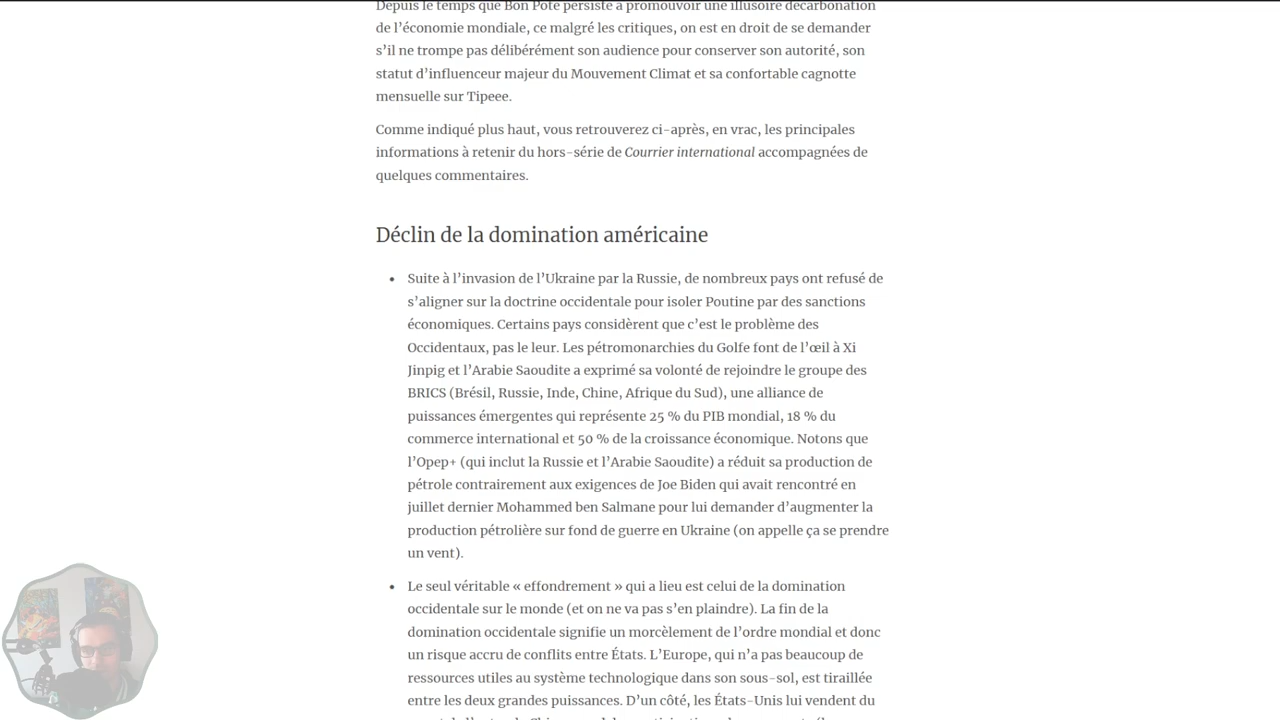 Depuis le temps que Bon Pote persiste à promouvoir une illusoire décarbonation
de l’économie mondiale, ce malgré les critiques, on est en droit de se demander
s’il ne trompe pas délibérément son audience pour conserver son autorité, son
statut d’influenceur majeur du Mouvement Climat et sa confortable cagnotte
mensuelle sur Tipeee.
Comme indiqué plus haut, vous retrouverez ci-après, en vrac, les principales
informations à retenir du hors-série de Courrier international accompagnées de
quelques commentaires.
Déclin de la domination américaine
• Suite à l’invasion de l’Ukraine par la Russie, de nombreux pays ont refusé de
s’aligner sur la doctrine occidentale pour isoler Poutine par des sanctions
économiques. Certains pays considèrent que c’est le problème des
Occidentaux, pas le leur. Les pétromonarchies du Golfe font de l’œil à Xi
Jinpig et l’Arabie Saoudite a exprimé sa volonté de rejoindre le groupe des
BRICS (Brésil, Russie, Inde, Chine, Afrique du Sud), une alliance de
puissances émergentes qui représente 25 % du PIB mondial, 18 % du
commerce international et 50 % de la croissance économique. Notons que
l’Opep+ (qui inclut la Russie et l’Arabie Saoudite) a réduit sa production de
pétrole contrairement aux exigences de Joe Biden qui avait rencontré en
juillet dernier Mohammed ben Salmane pour lui demander d’augmenter la
production pétrolière sur fond de guerre en Ukraine (on appelle ça se prendre
un vent).
• Le seul véritable « effondrement » qui a lieu est celui de la domination
occidentale sur le monde (et on ne va pas s’en plaindre). La fin de la
domination occidentale signifie un morcèlement de l’ordre mondial et donc
un risque accru de conflits entre États. L’Europe, qui n’a pas beaucoup de
ressources utiles au système technologique dans son sous-sol, est tiraillée
entre les deux grandes puissances. D’un côté, les États-Unis lui vendent du